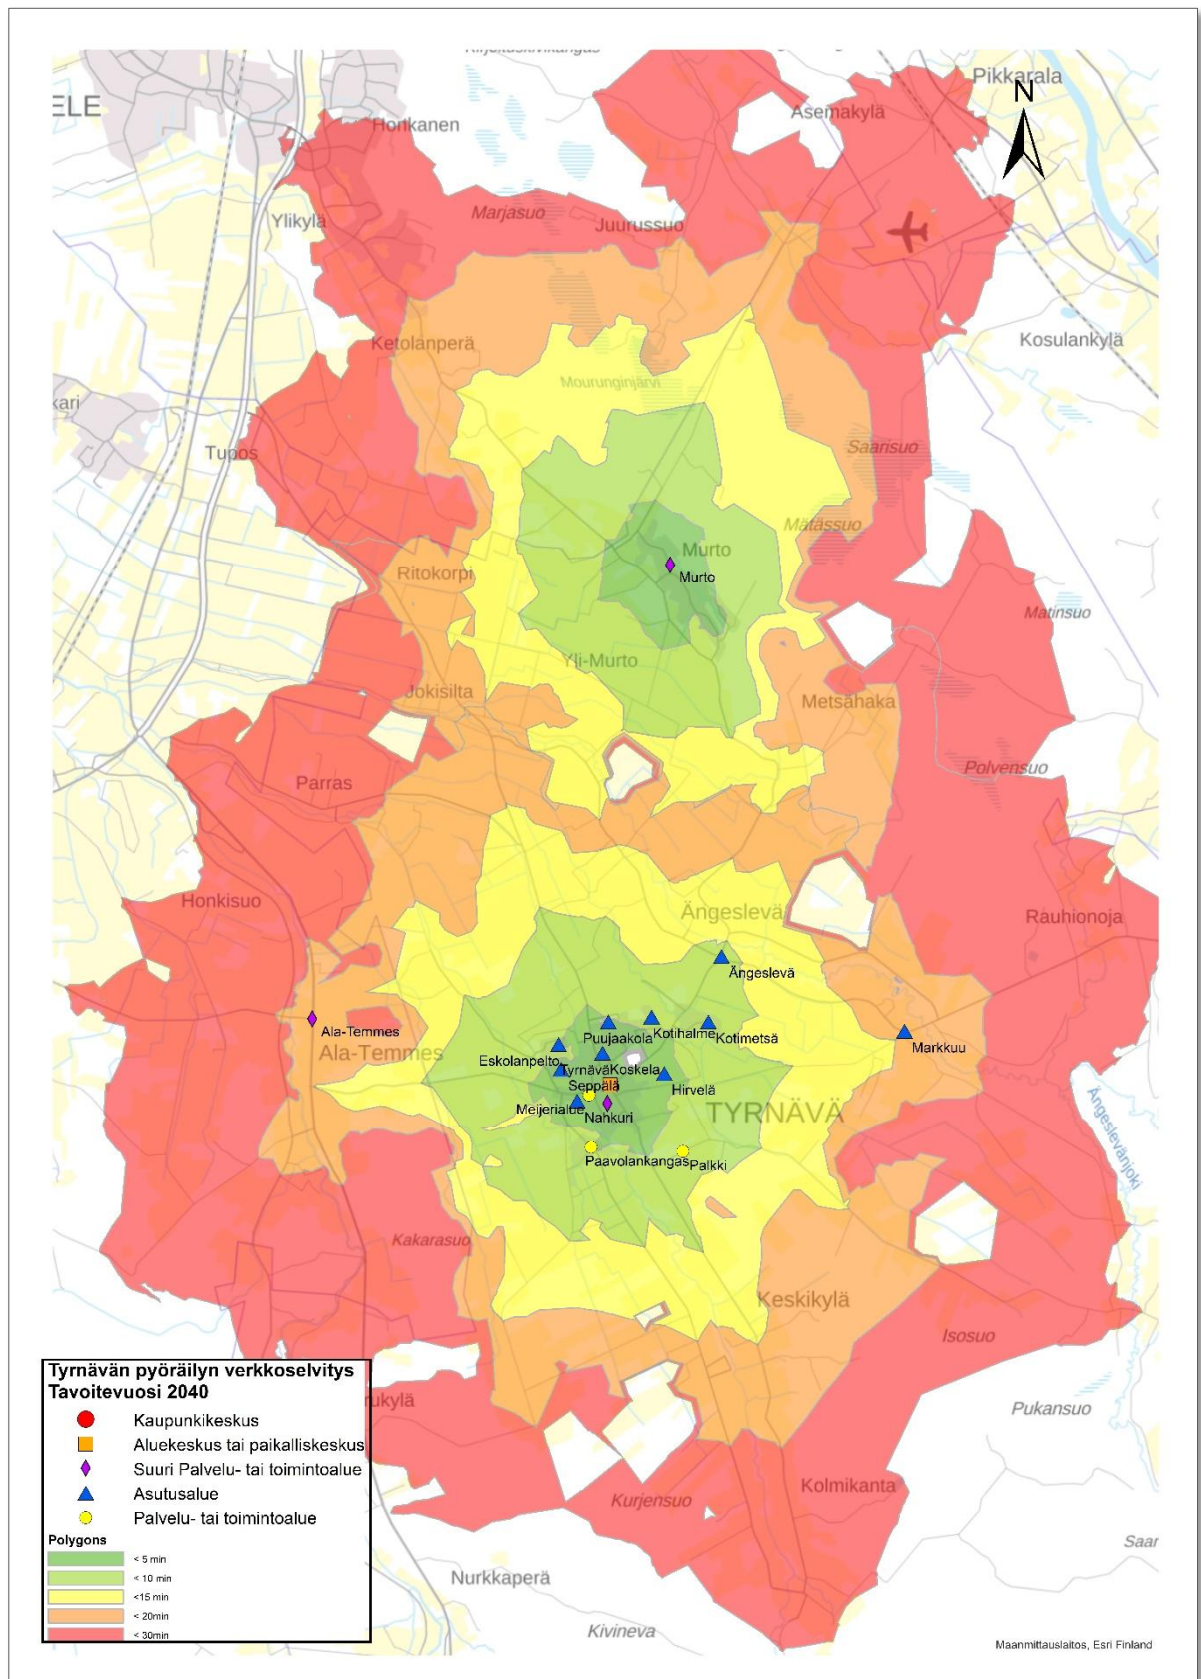 Pikkarala
N
ELE
Asemakylä
Honkanen
Marjasuo
Ylikylä
Juurussuo
Kosulankylä
Ketolanperä
Mourunginjärvi
kari
Tupos
Saarisuo
Mätässuo
Murto
Murto
Ritokorpi
Matinsuo
Yli-Murto
Jokisilta
Metsähaka
Polvensuo
Parras
Honkisuo
Ängeslevä
Rauhionoja
Ängeslevä
Ala-Temmes
Puujaakola
Kotihalme
Kotimetsä
Markkuu
Ala-Temmes
Eskolanpelto
Tyrnävä
Koskela
Seppälä
Hirvelä
Meijerialue
Nahkuri
TYRNÄVÄ
Ängeslevänjoki
Paavolankangas
Palkki
Kakarasuo
Keskikylä
Isosuo
Tyrnävän pyöräilyn verkkoselvitys
Tavoitevuosi 2040
Kaupunkikeskus
Aluekeskus tai paikalliskeskus
Suuri Palvelu- tai toimintoalue
Asutusalue
Palvelu- tai toimintoalue
Polygons
< 5 min
< 10 min
<15 min
< 20min
< 30min
ukylä
Pukansuo
Kolmikanta
Kurjensuo
Saar
Nurkkaperä
Kivineva
Maanmittauslaitos, Esri Finland